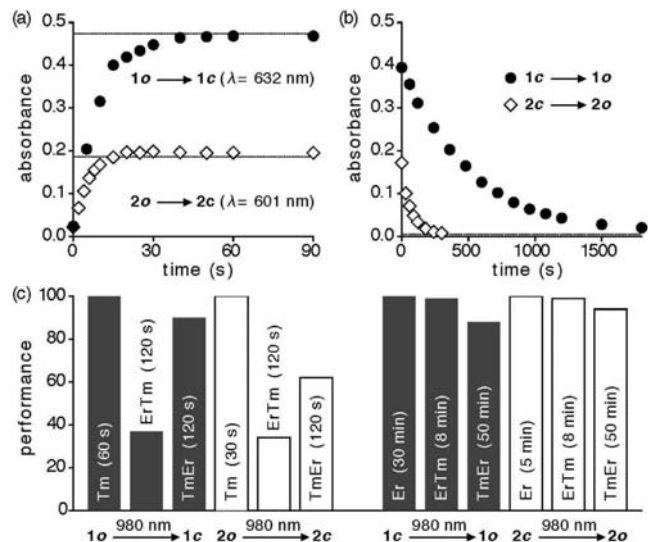 (a)
absorbance
0.5
0.4
0.3
0.2
0.1
0.0
1o → 1c (λ= 632 nm)
2o → 2c (λ= 601 nm)
0 30 60 90
time (s)
(b)
absorbance
0.5
0.4
0.3
0.2
0.1
0.0
1c → 1o
2c → 2o
0 500 1000 1500
time (s)
(c)
performance
100
80
60
40
20
0
Tm (60 s)
ErTm (120 s)
TmEr (120 s)
Tm (30 s)
ErTm (120 s)
TmEr (120 s)
Er (30 min)
ErTm (8 min)
TmEr (50 min)
Er (5 min)
ErTm (8 min)
TmEr (50 min)
980 nm 980 nm 980 nm 980 nm
1o → 1c 2o → 2c 1c → 1o 2c → 2o